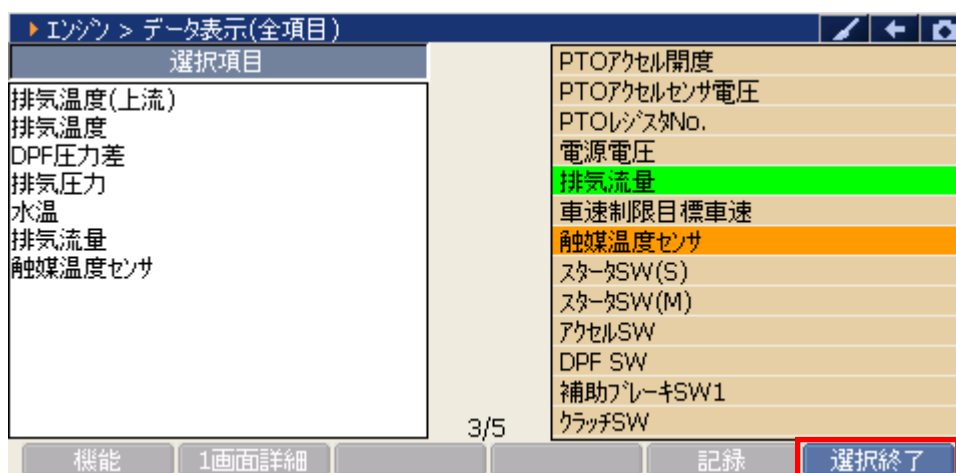 エンジン > データ表示(全項目)
選択項目
排気温度(上流)
排気温度
DPF圧力差
排気圧力
水温
排気流量
触媒温度センサ
3/5
PTOアクセル開度
PTOアクセルセンサ電圧
PTOレジスタNo.
電源電圧
排気流量
車速制限目標車速
触媒温度センサ
スタータSW(S)
スタータSW(M)
アクセルSW
DPF SW
補助ブレーキSW1
クラッチSW
機能
1画面詳細
記録
選択終了